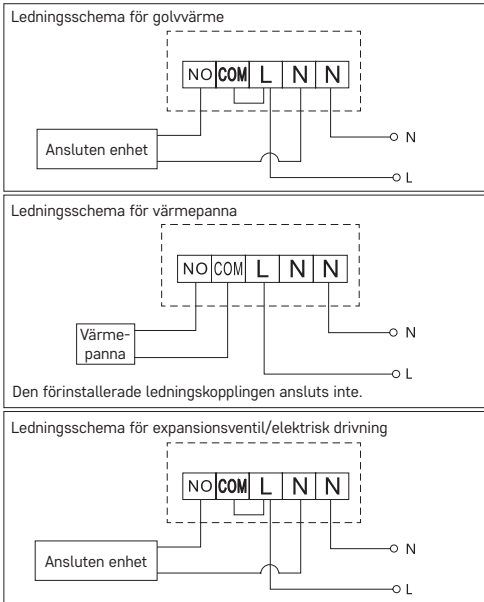 Ledningsschema för golvvärme
NO COM L N N
Ansluten enhet
N
L
Ledningsschema för värmepanna
NO COM L N N
Värme-
panna
N
L
Den förinstallerade ledningskopplingen ansluts inte.
Ledningsschema för expansionsventil/elektrisk drivning
NO COM L N N
Ansluten enhet
N
L